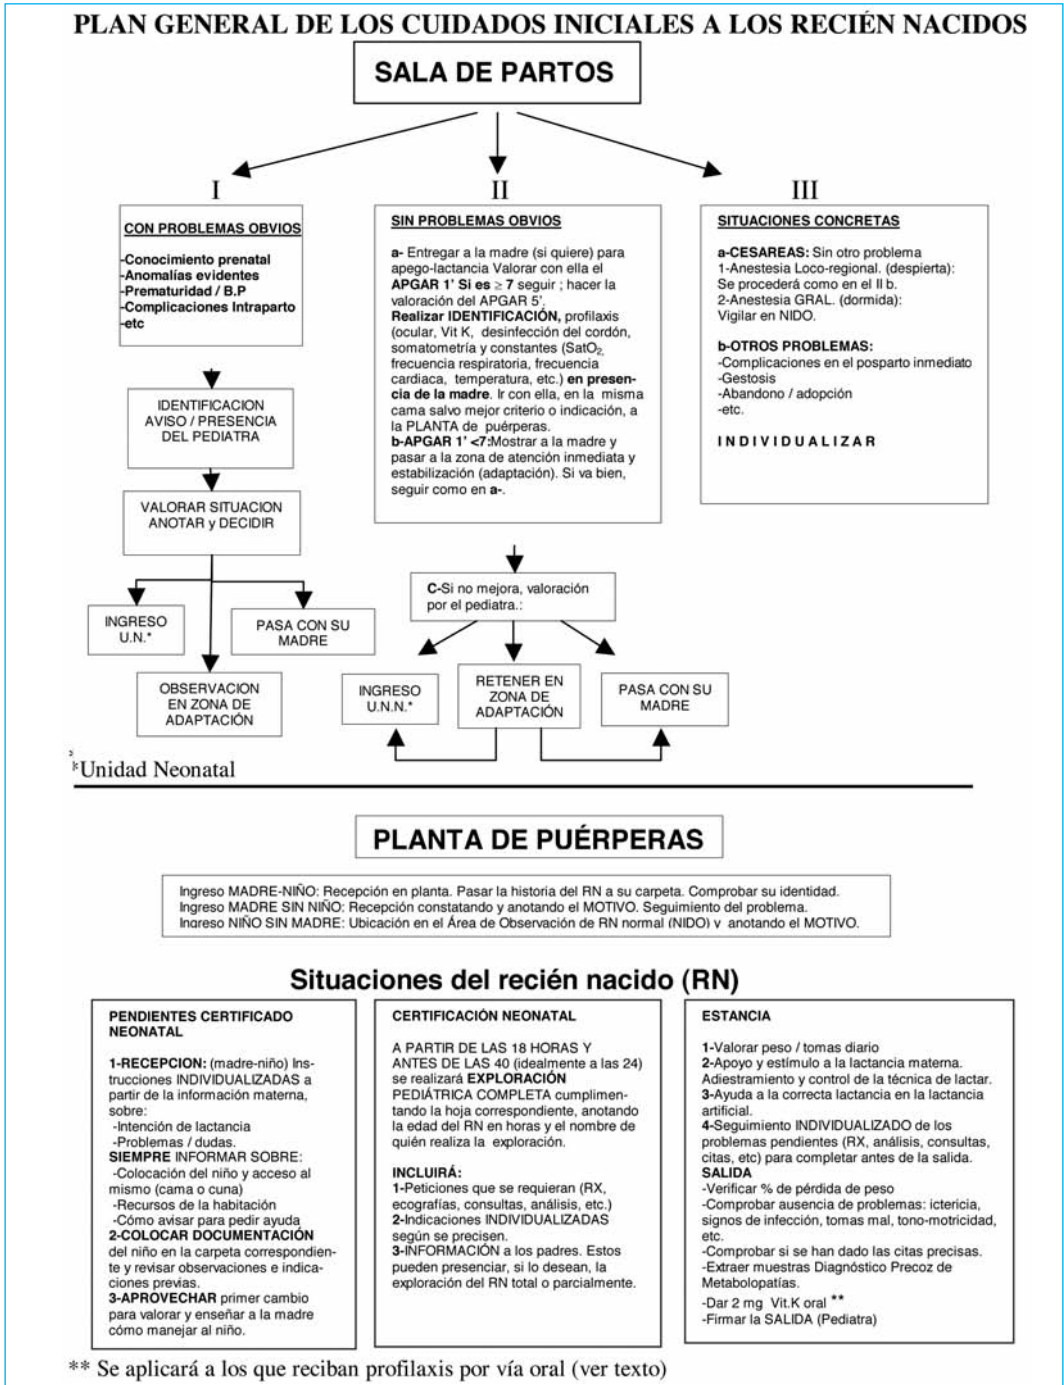 PLAN GENERAL DE LOS CUIDADOS INICIALES A LOS RECIÉN NACIDOS
SALA DE PARTOS
I
CON PROBLEMAS OBVIOS
-Conocimiento prenatal
-Anomalías evidentes
-Prematuridad / B.P
-Complicaciones Intraparto
-etc
IDENTIFICACION
AVISO / PRESENCIA
DEL PEDIATRA
VALORAR SITUACION
ANOTAR y DECIDIR
INGRESO
U.N.*
PASA CON SU
MADRE
OBSERVACION
EN ZONA DE
ADAPTACIÓN
II
SIN PROBLEMAS OBVIOS
a- Entregar a la madre (si quiere) para
apego-lactancia Valorar con ella el
APGAR 1' Si es ≥ 7 seguir ; hacer la
valoración del APGAR 5'.
Realizar IDENTIFICACIÓN, profilaxis
(ocular, Vit K, desinfección del cordón,
somatometría y constantes (SatO₂,
frecuencia respiratoria, frecuencia
cardiaca, temperatura, etc.) en presen-
cia de la madre. Ir con ella, en la misma
cama salvo mejor criterio o indicación, a
la PLANTA de puérperas.
b-APGAR 1' <7:Mostrar a la madre y
pasar a la zona de atención inmediata y
estabilización (adaptación). Si va bien,
seguir como en a-.
C-Si no mejora, valoración
por el pediatra.:
INGRESO
U.N.N.*
RETENER EN
ZONA DE
ADAPTACIÓN
PASA CON SU
MADRE
III
SITUACIONES CONCRETAS
a-CESAREAS: Sin otro problema
1-Anestesia Loco-regional. (despierta):
Se procederá como en el II b.
2-Anestesia GRAL. (dormida):
Vigilar en NIDO.
b-OTROS PROBLEMAS:
-Complicaciones en el posparto inmediato
-Gestosis
-Abandono / adopción
-etc.
I N D I V I D U A L I Z A R
*Unidad Neonatal
PLANTA DE PUÉRPERAS
Ingreso MADRE-NIÑO: Recepción en planta. Pasar la historia del RN a su carpeta. Comprobar su identidad.
Ingreso MADRE SIN NIÑO: Recepción constatando y anotando el MOTIVO. Seguimiento del problema.
Ingreso NIÑO SIN MADRE: Ubicación en el Área de Observación de RN normal (NIDO) y anotando el MOTIVO.
Situaciones del recién nacido (RN)
PENDIENTES CERTIFICADO
NEONATAL
1-RECEPCION: (madre-niño) Ins-
trucciones INDIVIDUALIZADAS a
partir de la información materna,
sobre:
-Intención de lactancia
-Problemas / dudas.
SIEMPRE INFORMAR SOBRE:
-Colocación del niño y acceso al
mismo (cama o cuna)
-Recursos de la habitación
-Cómo avisar para pedir ayuda
2-COLOCAR DOCUMENTACIÓN
del niño en la carpeta correspondien-
te y revisar observaciones e indica-
ciones previas.
3-APROVECHAR primer cambio
para valorar y enseñar a la madre
cómo manejar al niño.
CERTIFICACIÓN NEONATAL
A PARTIR DE LAS 18 HORAS Y
ANTES DE LAS 40 (idealmente a las 24)
se realizará EXPLORACIÓN
PEDIÁTRICA COMPLETA cumplimen-
tando la hoja correspondiente, anotando
la edad del RN en horas y el nombre de
quién realiza la exploración.
INCLUIRÁ:
1-Peticiones que se requieran (RX,
ecografías, consultas, análisis, etc.)
2-Indicaciones INDIVIDUALIZADAS
según se precisen.
3-INFORMACIÓN a los padres. Estos
pueden presenciar, si lo desean, la
exploración del RN total o parcialmente.
ESTANCIA
1-Valorar peso / tomas diario
2-Apoyo y estímulo a la lactancia materna.
Adiestramiento y control de la técnica de lactar.
3-Ayuda a la correcta lactancia en la lactancia
artificial.
4-Seguimiento INDIVIDUALIZADO de los
problemas pendientes (RX, análisis, consultas,
citas, etc) para completar antes de la salida.
SALIDA
-Verificar % de pérdida de peso
-Comprobar ausencia de problemas: ictericia,
signos de infección, tomas mal, tono-motricidad,
etc.
-Comprobar si se han dado las citas precisas.
-Extraer muestras Diagnóstico Precoz de
Metabolopatías.
-Dar 2 mg Vit.K oral **
-Firmar la SALIDA (Pediatra)
** Se aplicará a los que reciban profilaxis por vía oral (ver texto)